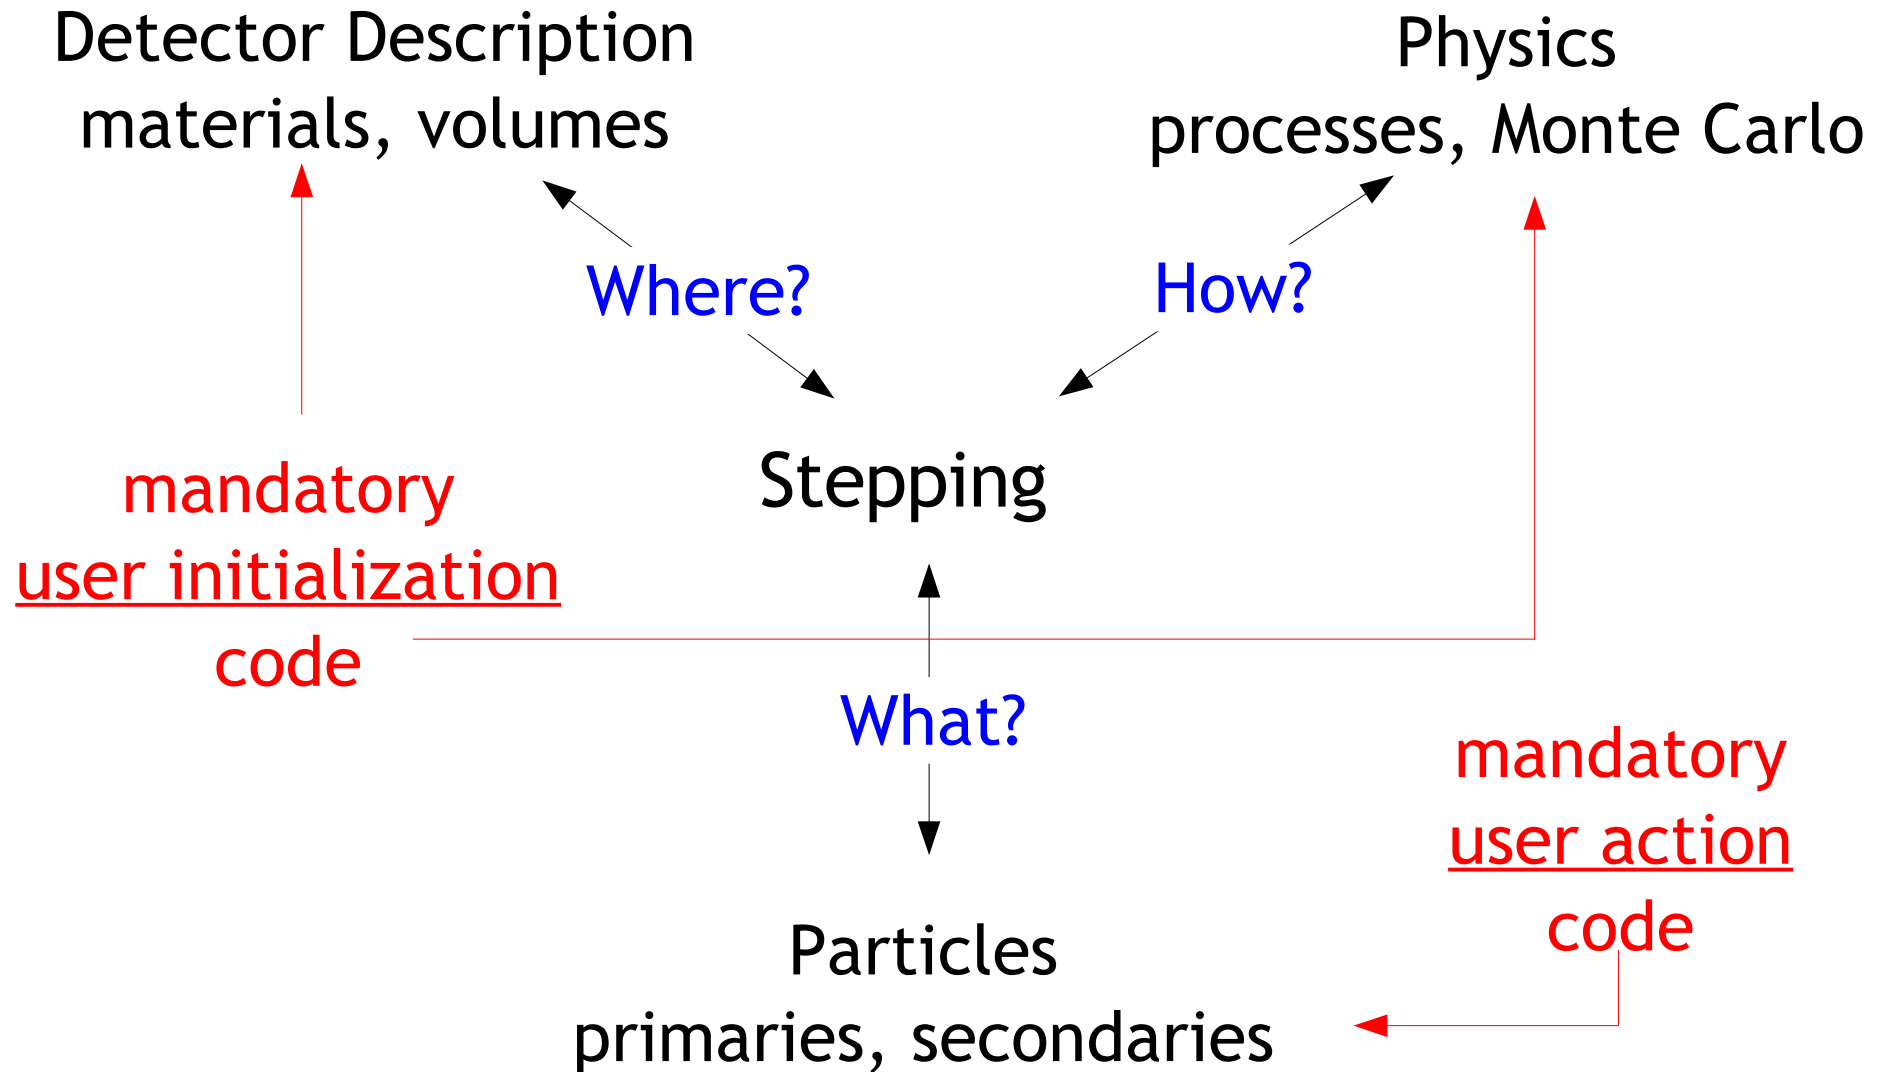 Detector Description
materials, volumes
Physics
processes, Monte Carlo
Where?
How?
Stepping
mandatory
user initialization
code
What?
mandatory
user action
code
Particles
primaries, secondaries